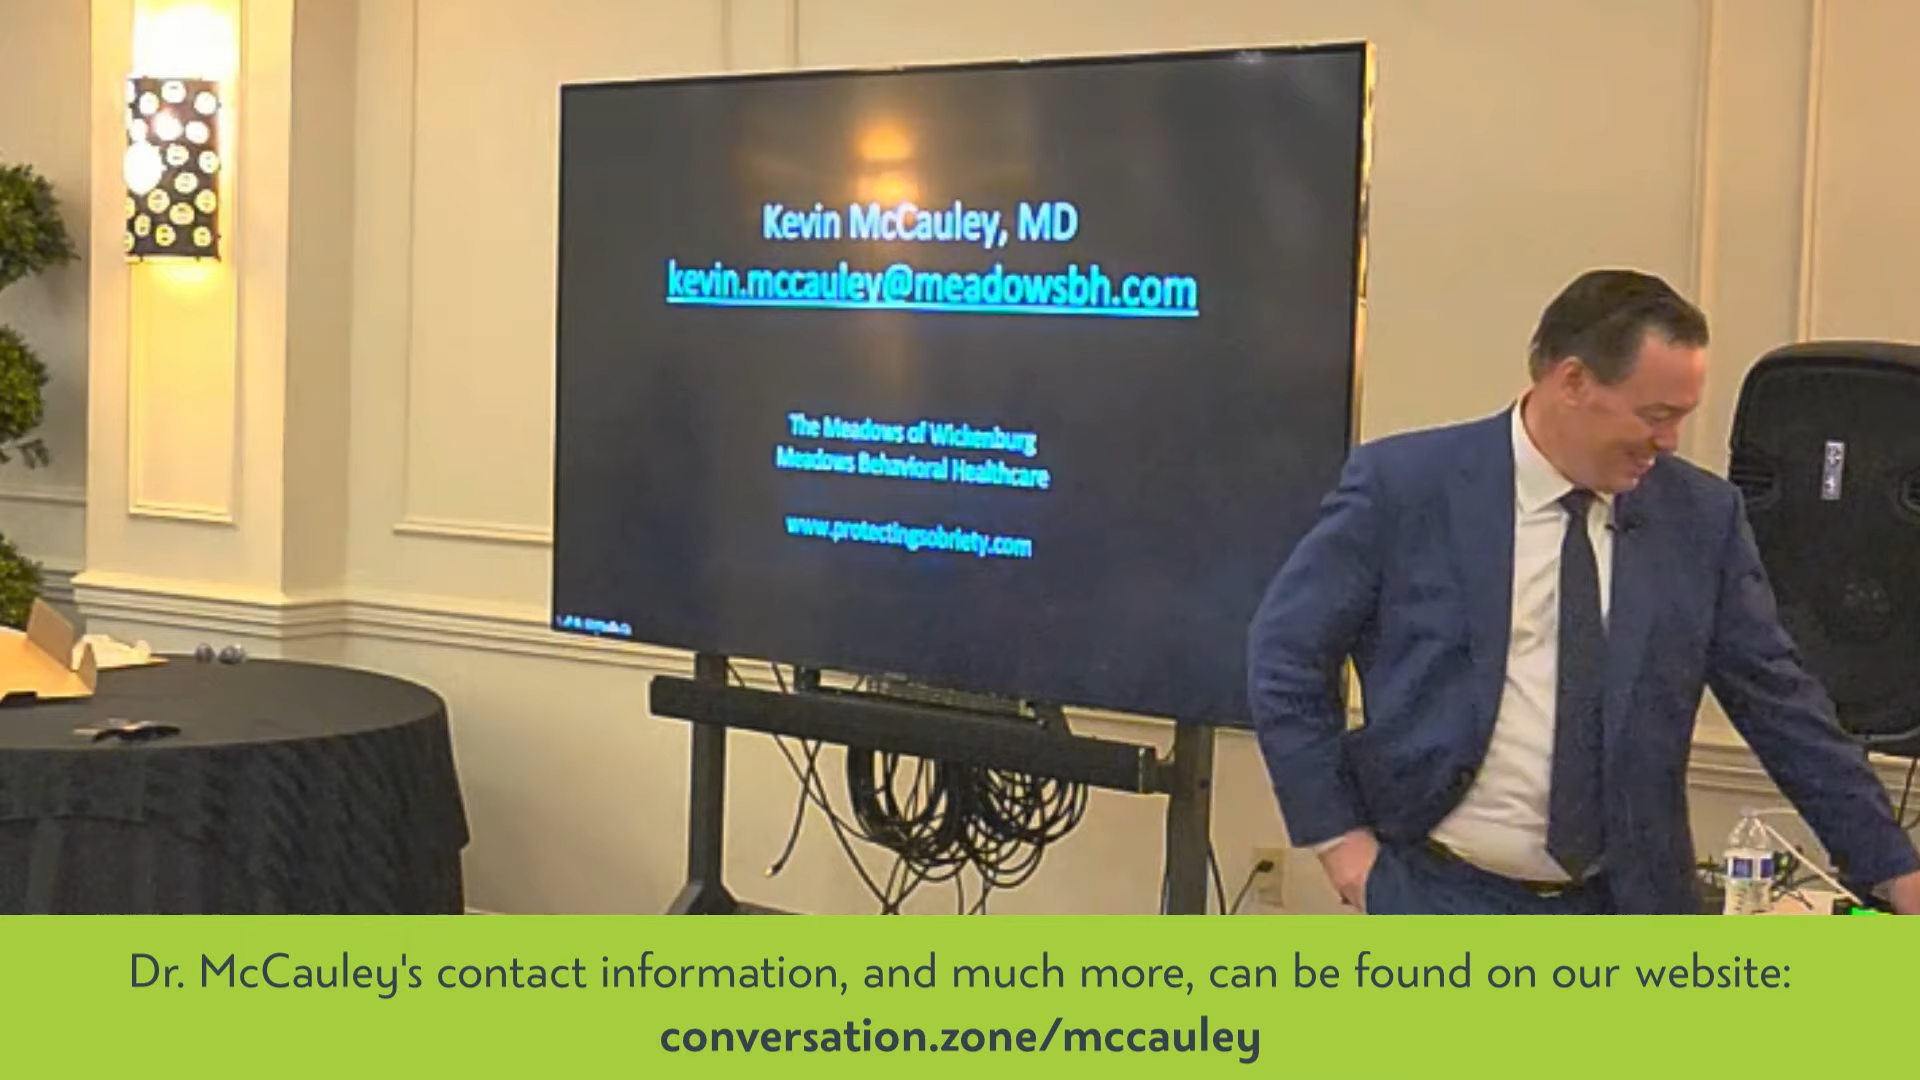 Kevin McCauley, MD
kevin.mccauley@meadowsbh.com
The Meadows of Wickenburg
Meadows Behavioral Healthcare
www.protectingsobriety.com
Dr. McCauley's contact information, and much more, can be found on our website:
conversation.zone/mccauley